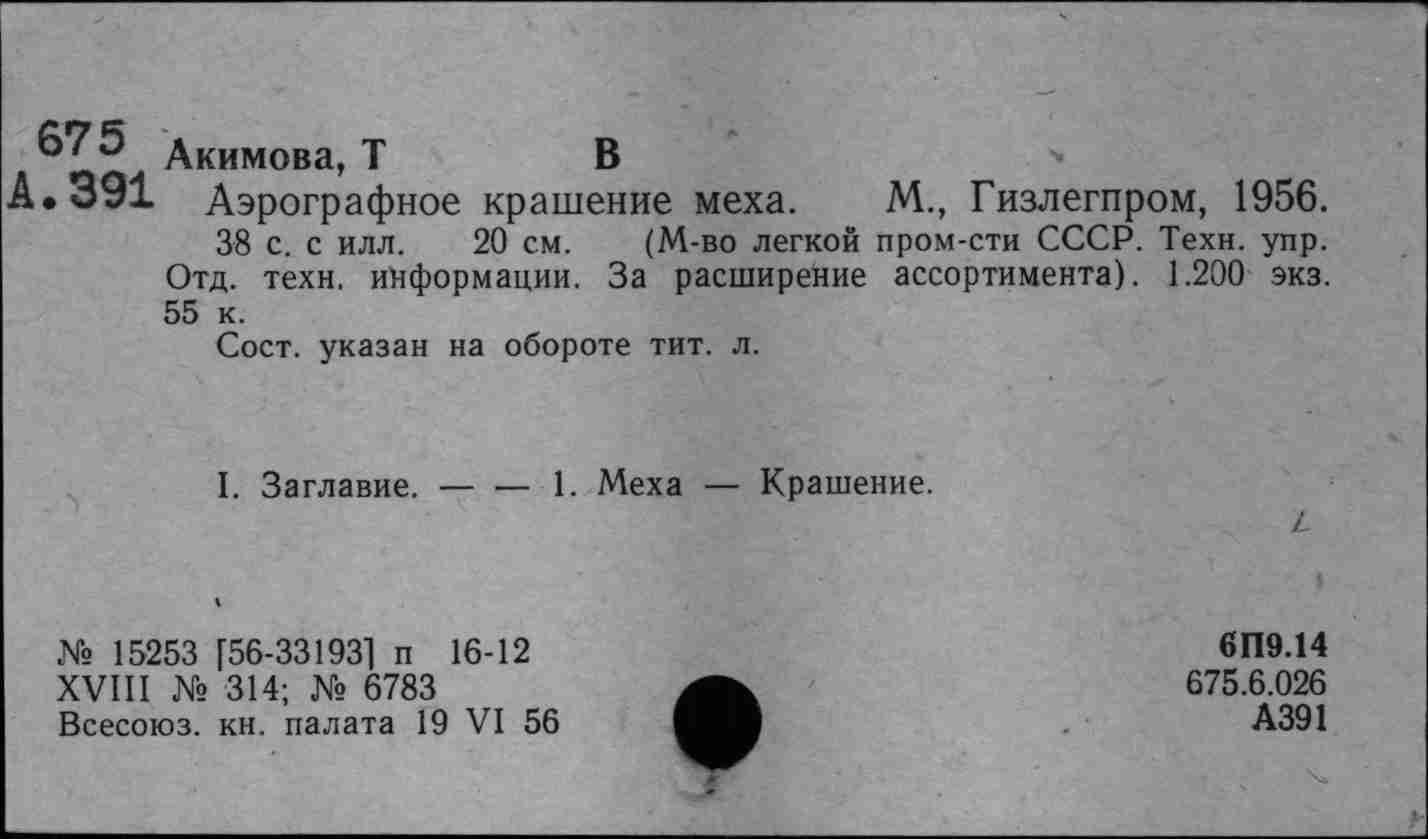 675
А.391
Акимова, Т В
Аэрографное крашение меха. М., Гизлегпром, 1956.
38 с. с илл. 20 см. (М-во легкой пром-сти СССР. Техн. упр.
Отд. техн. информации. За расширение ассортимента). 1.200 экз.
55 к.
Сост. указан на обороте тит. л.
I. Заглавие. — — 1. Меха — Крашение.
№ 15253 [56-33193] п 16-12
XVIII № 314; № 6783
Всесоюз. кн. палата 19 VI 56
6П9.14
675.6.026
А391